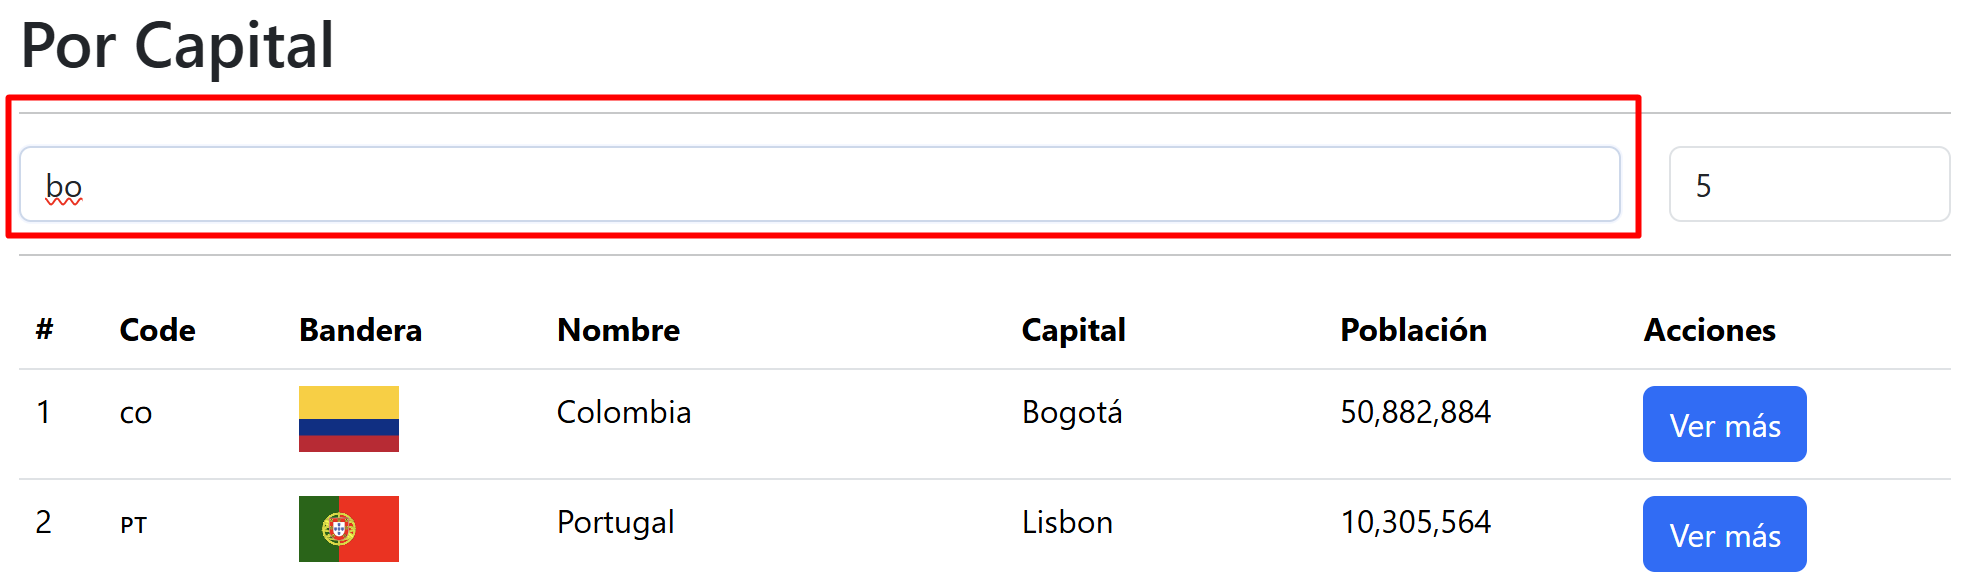 Por Capital
bo 5
# Code Bandera Nombre Capital Población Acciones
1 CO Colombia Bogotá 50,882,884 Ver más
2 PT Portugal Lisbon 10,305,564 Ver más